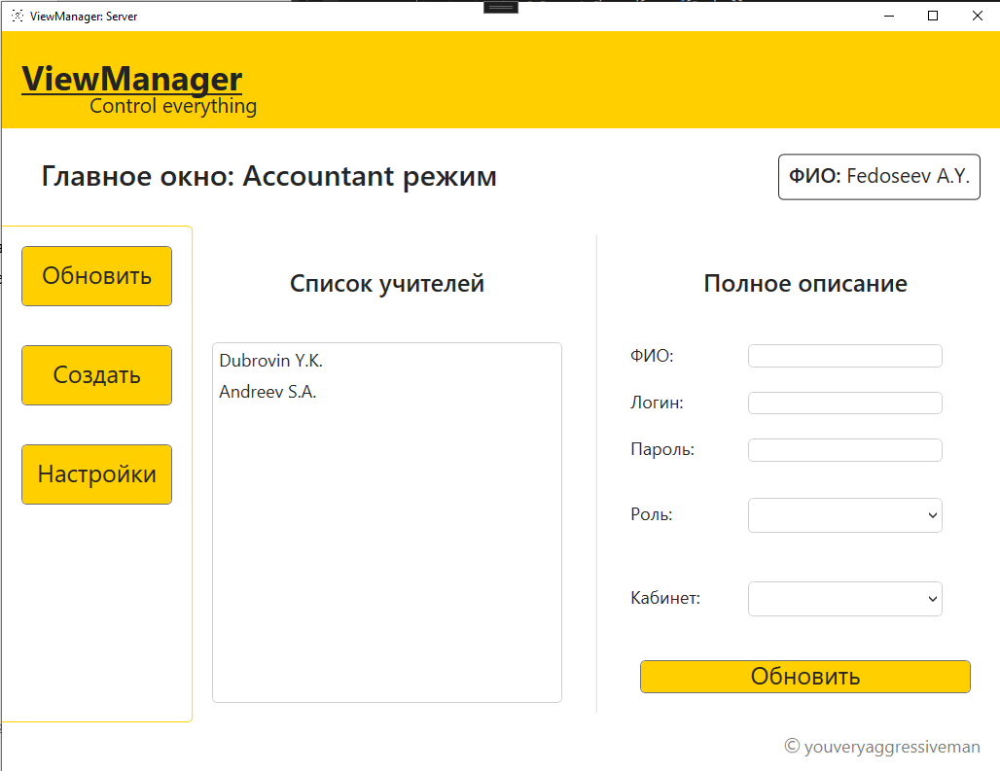 ViewManager: Server
ViewManager
Control everything
Главное окно: Accountant режим
ФИО: Fedoseev A.Y.
Обновить
Создать
Настройки
Список учителей
Dubrovin Y.K.
Andreev S.A.
Полное описание
ФИО:
Логин:
Пароль:
Роль:
Кабинет:
Обновить
© youveryaggressiveman